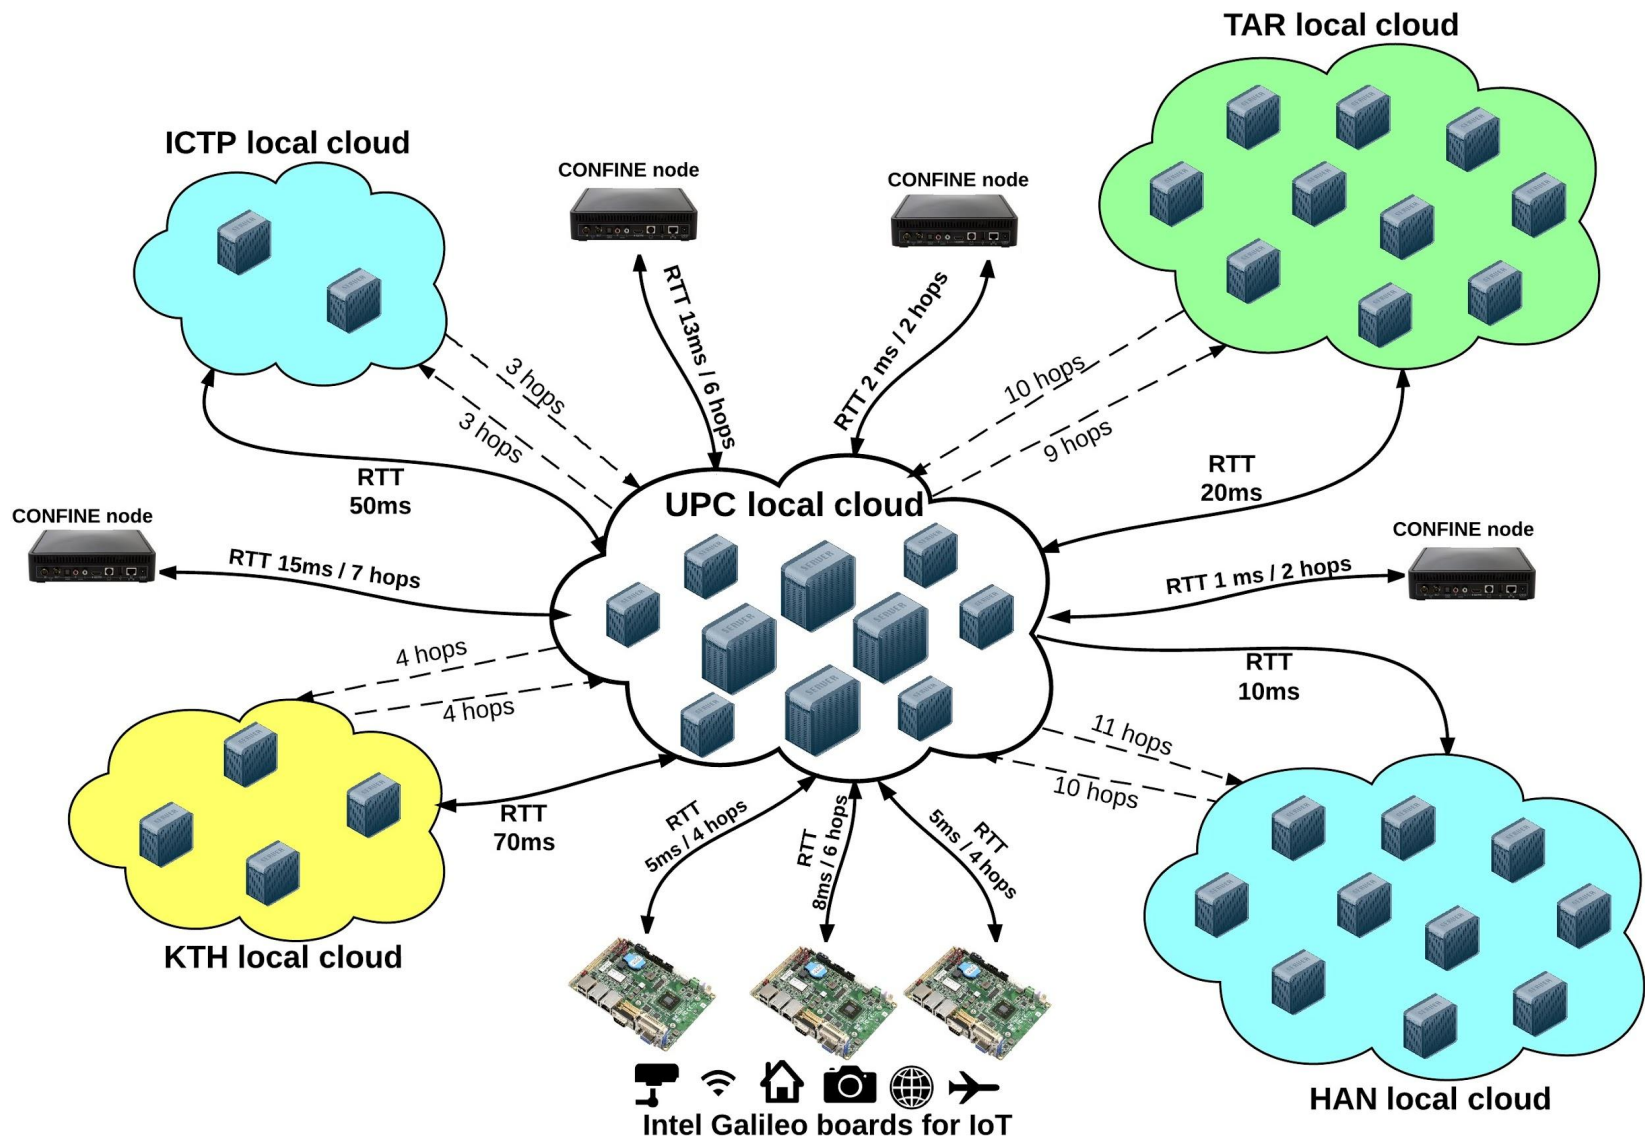 TAR local cloud
ICTP local cloud
CONFINE node
CONFINE node
RTT 13ms / 6 hops
RTT 2 ms / 2 hops
3 hops
3 hops
10 hops
9 hops
RTT
50ms
RTT
20ms
UPC local cloud
CONFINE node
CONFINE node
RTT 15ms / 7 hops
RTT 1 ms / 2 hops
SERVER
SERVER
SERVER
SERVER
4 hops
4 hops
RTT
10ms
11 hops
10 hops
RTT
70ms
RTT
5ms / 4 hops
RTT
8ms / 6 hops
RTT
5ms / 4 hops
KTH local cloud
HAN local cloud
Intel Galileo boards for IoT